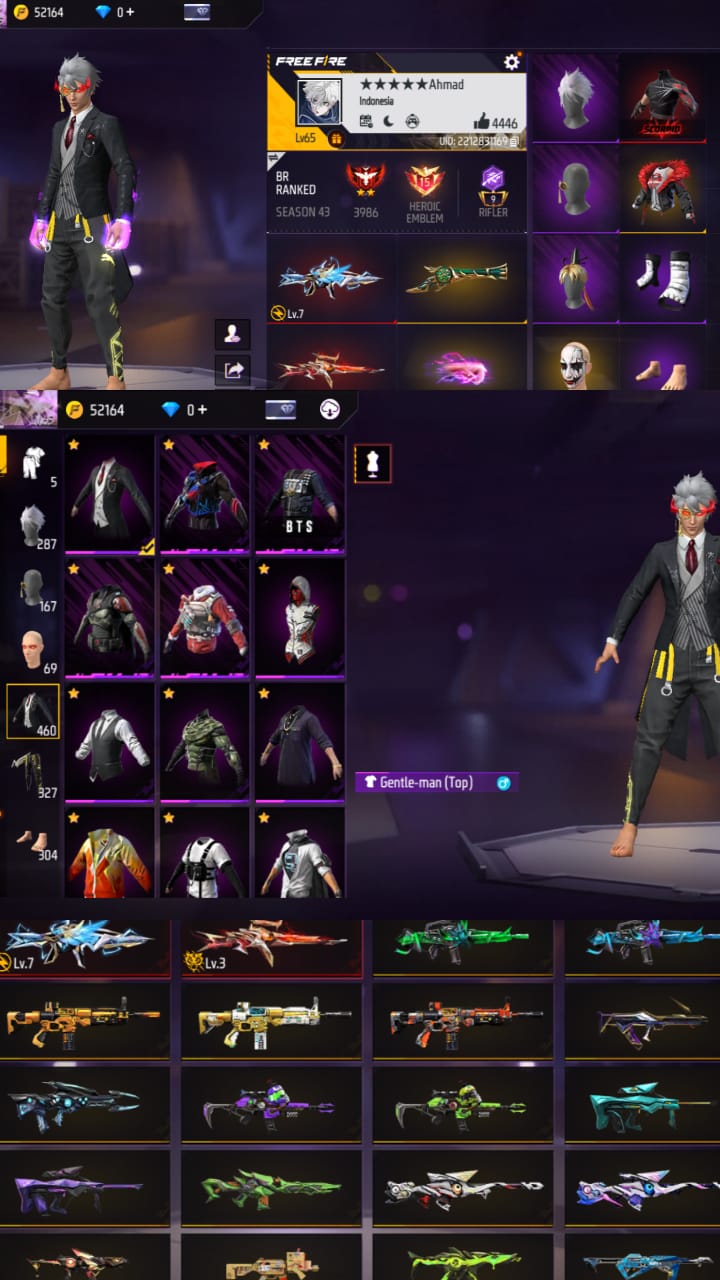 52164
0+
FREE FIRE
★★★★★Ahmad
Indonesia
4446
Lv65
UID: 2212831169
BR
RANKED
SEASON 43
3986
15
HEROIC
EMBLEM
9
RIFLER
SCORPIO
Lv.7
52164
0+
5
287
167
69
460
327
304
BTS
Gentle-man (Top)
Lv.7
Lv.3